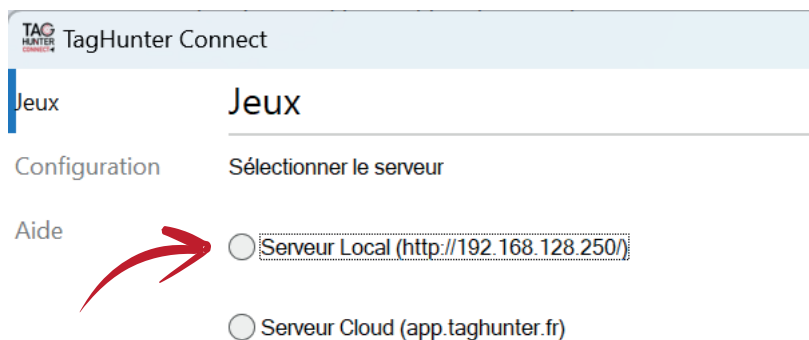 TAG
HUNTER
CONNECT
TagHunter Connect
Jeux
Jeux
Configuration
Sélectionner le serveur
Aide
Serveur Local (http://192.168.128.250/)
Serveur Cloud (app.taghunter.fr)